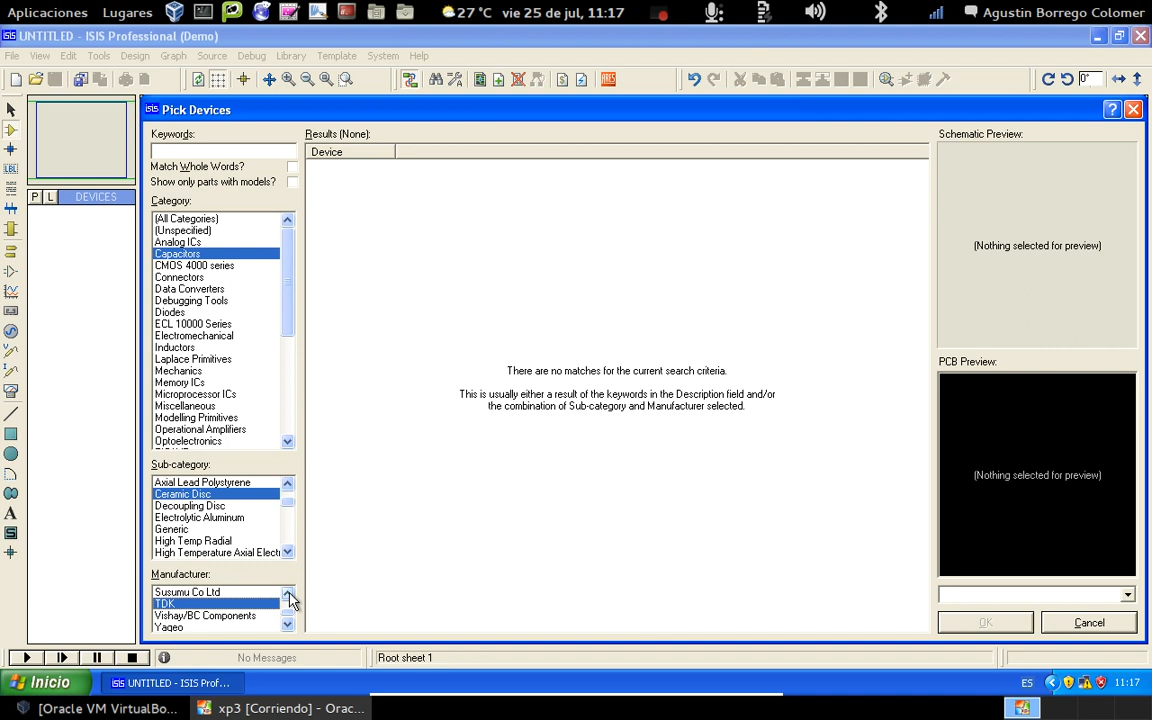 Aplicaciones Lugares 27 °C vie 25 de jul, 11:17 Agustin Borrego Colomer
UNTITLED - ISIS Professional (Demo)
File View Edit Tools Design Graph Source Debug Library Template System Help
ARES 0°
Pick Devices
Keywords:
Match Whole Words?
Show only parts with models?
Category:
(All Categories)
(Unspecified)
Analog ICs
Capacitors
CMOS 4000 series
Connectors
Data Converters
Debugging Tools
Diodes
ECL 10000 Series
Electromechanical
Inductors
Laplace Primitives
Mechanics
Memory ICs
Microprocessor ICs
Miscellaneous
Modelling Primitives
Operational Amplifiers
Optoelectronics
Sub-category:
Axial Lead Polystyrene
Ceramic Disc
Decoupling Disc
Electrolytic Aluminum
Generic
High Temp Radial
High Temperature Axial Electr
Manufacturer:
Susumu Co Ltd
TDK
Vishay/BC Components
Yageo
Results (None):
Device
There are no matches for the current search criteria.
This is usually either a result of the keywords in the Description field and/or
the combination of Sub-category and Manufacturer selected.
Schematic Preview:
(Nothing selected for preview)
PCB Preview:
(Nothing selected for preview)
OK Cancel
P L DEVICES
LBL
A
No Messages Root sheet 1
Inicio UNTITLED - ISIS Prof... ES 11:17
[Oracle VM VirtualBo... xp3 [Corriendo] - Orac...